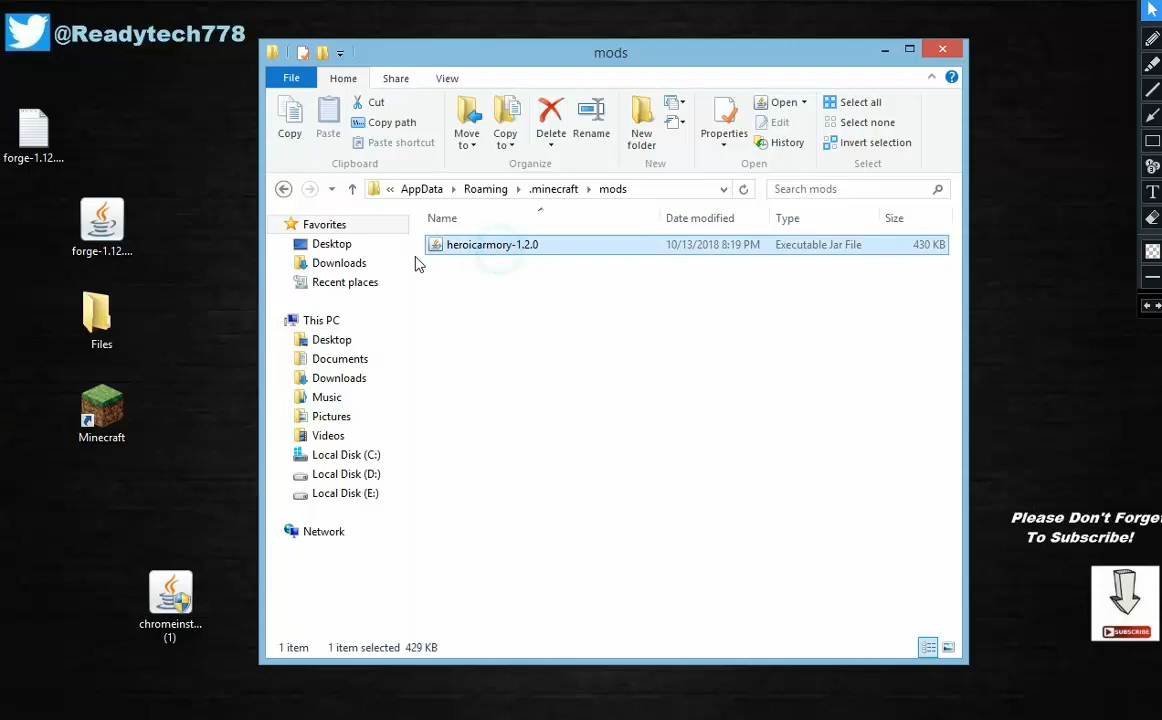 @Readytech778
forge-1.12....
forge-1.12....
Files
Minecraft
chromeinst...
(1)
mods
File
Home
Share
View
Copy
Paste
Cut
Copy path
Paste shortcut
Clipboard
Move
to
Copy
to
Delete
Rename
Organize
New
folder
New
Properties
Open
Edit
History
Open
Select all
Select none
Invert selection
Select
« AppData Roaming .minecraft mods
Search mods
Name
Date modified
Type
Size
heroicarmory-1.2.0
10/13/2018 8:19 PM
Executable Jar File
430 KB
Favorites
Desktop
Downloads
Recent places
This PC
Desktop
Documents
Downloads
Music
Pictures
Videos
Local Disk (C:)
Local Disk (D:)
Local Disk (E:)
Network
1 item
1 item selected 429 KB
Please Don't Forget
To Subscribe!
SUBSCRIBE
T